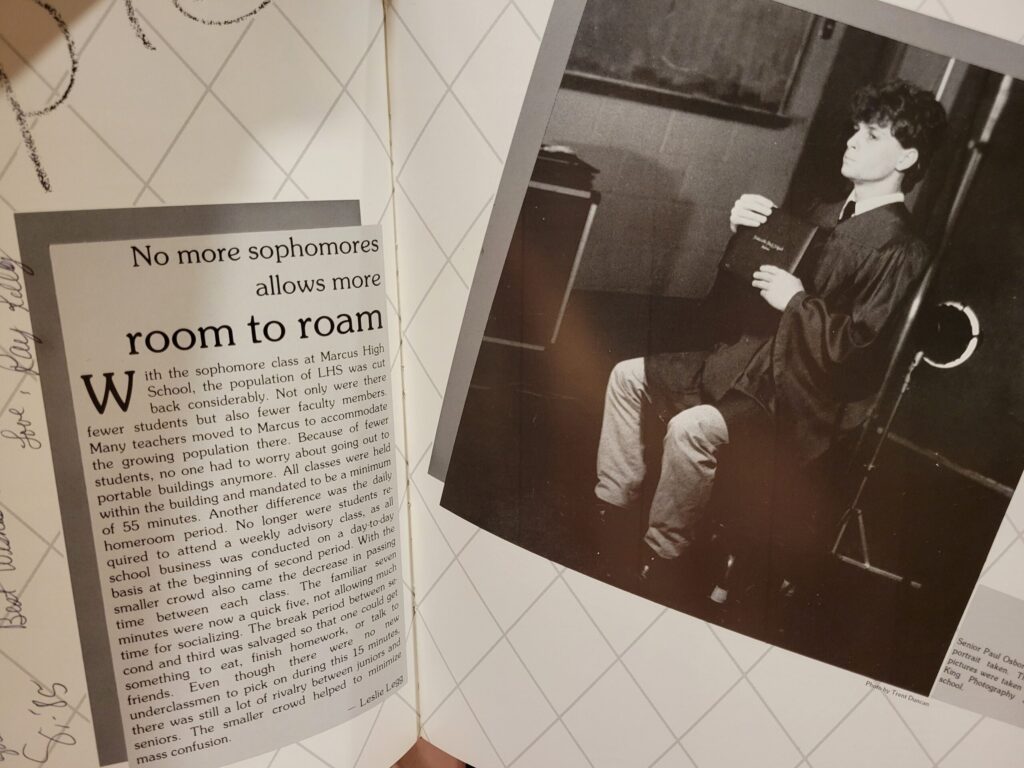 Love, Kay Kelly
Best Wishes
Sr. '88
No more sophomores
allows more
room to roam
With the sophomore class at Marcus High
School, the population of LHS was cut
back considerably. Not only were there
fewer students but also fewer faculty members.
Many teachers moved to Marcus to accommodate
the growing population there. Because of fewer
students, no one had to worry about going out to
portable buildings anymore. All classes were held
within the building and mandated to be a minimum
of 55 minutes. Another difference was the daily
homeroom period. No longer were students re-
quired to attend a weekly advisory class, as all
school business was conducted on a day-to-day
basis at the beginning of second period. With the
smaller crowd also came the decrease in passing
time between each class. The familiar seven
minutes were now a quick five, not allowing much
time for socializing. The break period between se-
cond and third was salvaged so that one could get
something to eat, finish homework, or talk to
friends. Even though there were no new
underclassmen to pick on during this 15 minutes,
there was still a lot of rivalry between juniors and
seniors. The smaller crowd helped to minimize
mass confusion.
— Leslie Legg
Photo by Trent Duncan
Senior Paul
portrait taken.
pictures were taken
King Photography
school.